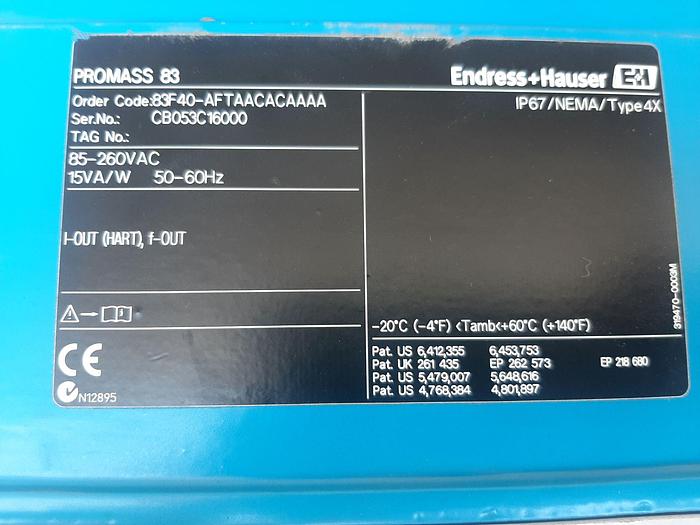 PROMASS 83
Endress+Hauser E+H
Order Code:83F40-AFTAACACAAAA
IP67/NEMA/Type4X
Ser.No.: CB053C16000
TAG No.:
85-260VAC
15VA/W 50-60Hz
I-OUT (HART), f-OUT
-20°C (-4°F) <Tamb<+60°C (+140°F)
319470-0003M
CE
N12895
Pat. US 6,412,355 6,453,753
Pat. UK 261 435 EP 262 573 EP 218 680
Pat. US 5,479,007 5,648,616
Pat. US 4,768,384 4,801,897